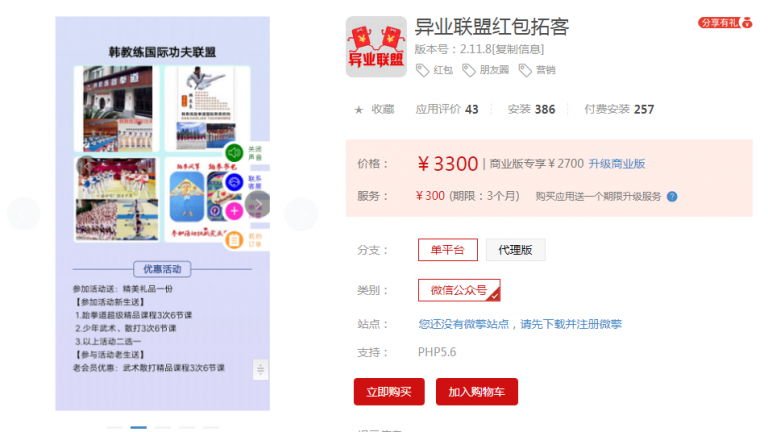 韩教练国际功夫联盟
关闭
声音
联系
我的
订单
优惠活动
参加活动送：精美礼品一份
【参加活动新生送】
1.跆拳道超级精品课程3次6节课
2.少年武术、散打3次6节课
3.以上活动二选一
【参与活动老生送】
老会员优惠：武术散打精品课程3次6节课
异业联盟
异业联盟红包拓客
分享有礼
版本号：2.11.8[复制信息]
红包 朋友圈 营销
收藏 应用评价 43 安装 386 付费安装 257
价格： ¥3300 | 商业版专享￥2700 升级商业版
服务： ¥300 (期限：3个月) 购买应用送一个期限升级服务 ?
分支： 单平台 代理版
类别： 微信公众号
站点： 您还没有微擎站点，请先下载并注册微擎
支持： PHP5.6
立即购买 加入购物车